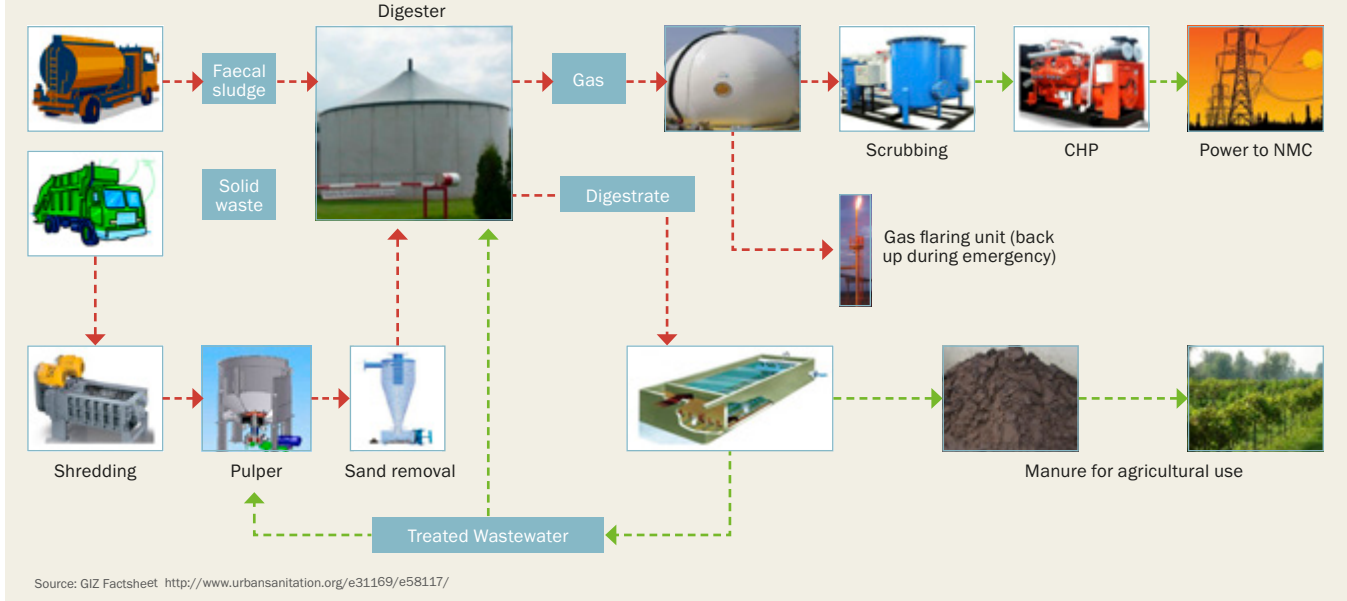 Digester
Faecal
sludge
Gas
Scrubbing
CHP
Power to NMC
Solid
waste
Digestrate
Gas flaring unit (back
up during emergency)
Shredding
Pulper
Sand removal
Manure for agricultural use
Treated Wastewater
Source: GIZ Factsheet http://www.urbansanitation.org/e31169/e58117/